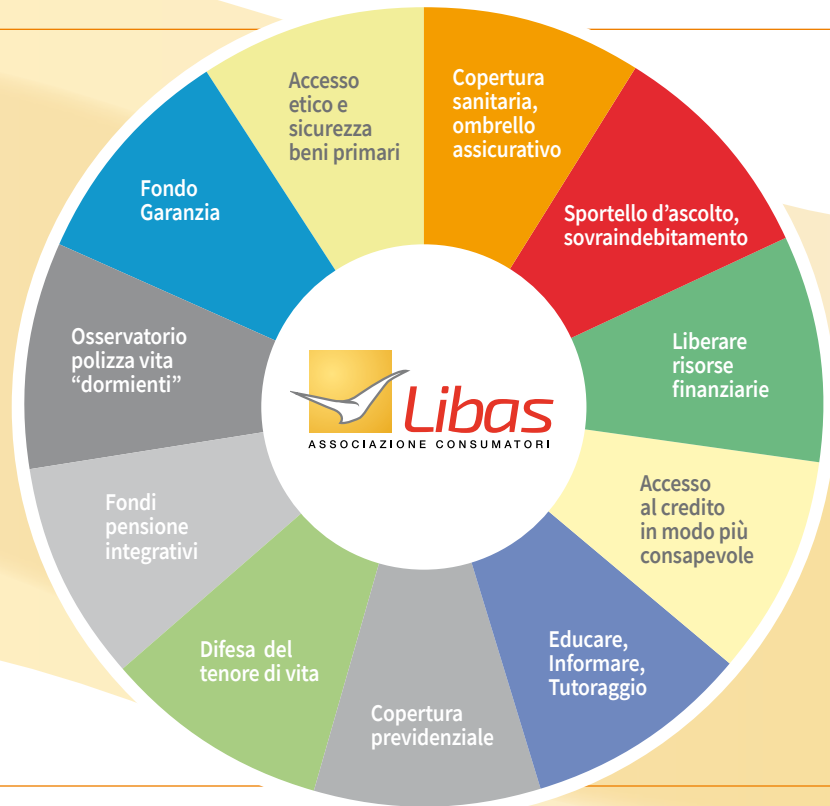 Accesso
etico e
sicurezza
beni primari
Copertura
sanitaria,
ombrello
assicurativo
Sportello d’ascolto,
sovraindebitamento
Liberare
risorse
finanziarie
Accesso
al credito
in modo più
consapevole
Educare,
Informare,
Tutoraggio
Copertura
previdenziale
Difesa del
tenore di vita
Fondi
pensione
integrativi
Osservatorio
polizza vita
“dormienti”
Fondo
Garanzia
Libas
ASSOCIAZIONE CONSUMATORI